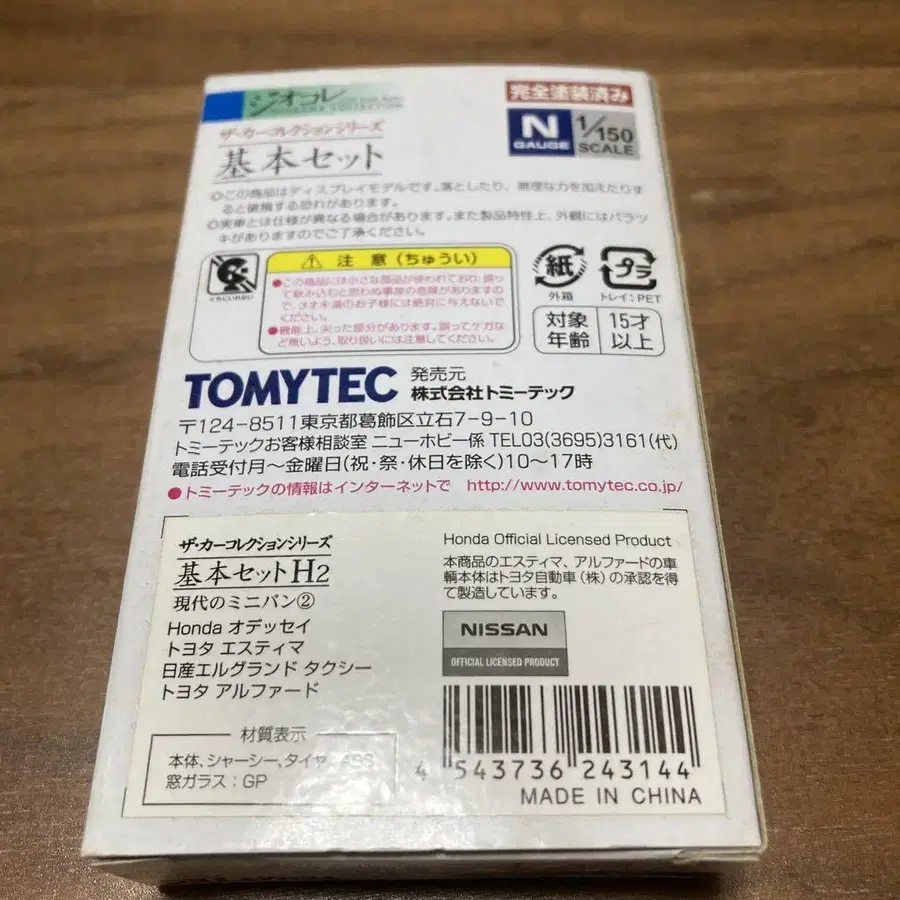 ジオコレ
COLLECTION
完全塗装済み
N
GAUGE
1/150
SCALE
ザ・カーコレクションシリーズ
基本セット
◎この商品はディスプレイモデルです。落としたり、無理な力を加えたりす
ると破損する恐れがあります。
◎実車とは仕様が異なる場合があります。また製品特性上、外観にはバラツ
キがありますのでご了承ください。
注 意（ちゅうい）
●この商品には小さな部品が使われており、誤っ
て飲み込むと思わぬ事故の危険がありますの
で、3才未満のお子様には絶対に与えないで
ください。
●機能上、尖った部分があります。誤ってケガな
ど無いよう、取り扱いには注意してください。
くちにいれない
紙
外箱
プラ
トレイ:PET
対象
年齢
15才
以上
TOMYTEC
発売元
株式会社トミーテック
〒124-8511東京都葛飾区立石7-9-10
トミーテックお客様相談室 ニューホビー係 TEL03(3695)3161(代)
電話受付月〜金曜日(祝・祭・休日を除く)10〜17時
●トミーテックの情報はインターネットで http://www.tomytec.co.jp/
ザ・カーコレクションシリーズ
基本セットH2
現代のミニバン②
Honda オデッセイ
トヨタ エスティマ
日産エルグランド タクシー
トヨタ アルファード
材質表示
本体、シャーシー、タイヤ:ABS
窓ガラス:GP
Honda Official Licensed Product
本商品のエスティマ、アルファードの車
輌本体はトヨタ自動車(株)の承認を得
て製造しています。
NISSAN
OFFICIAL LICENSED PRODUCT
4 543736 243144
MADE IN CHINA